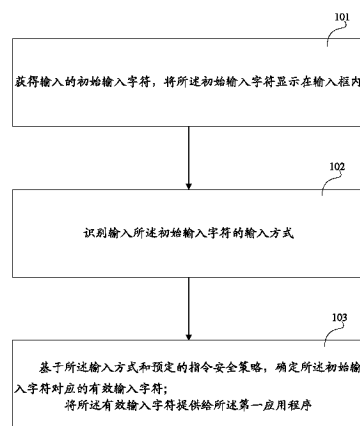 101
获得输入的初始输入字符，将所述初始输入字符显示在输入框内
102
识别输入所述初始输入字符的输入方式
103
基于所述输入方式和预定的指令安全策略，确定所述初始输
入字符对应的有效输入字符；
将所述有效输入字符提供给所述第一应用程序